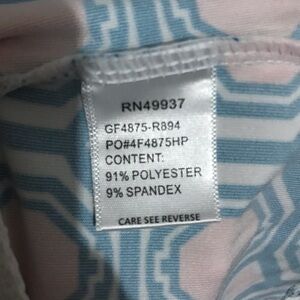 RN49937
GF4875-R894
PO#4F4875HP
CONTENT:
91% POLYESTER
9% SPANDEX
CARE SEE REVERSE